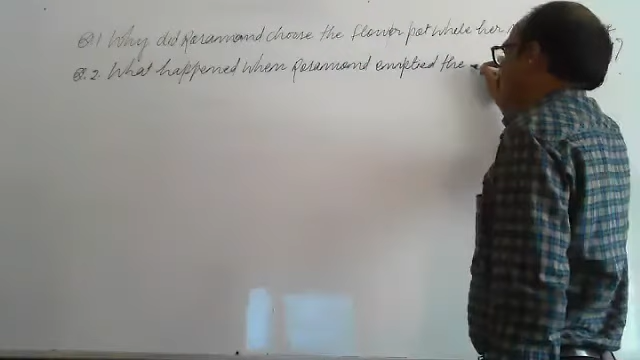 Q.1 Why did Rosamond choose the flower pot while her
Q.2. What happened when Rosamond emptied the